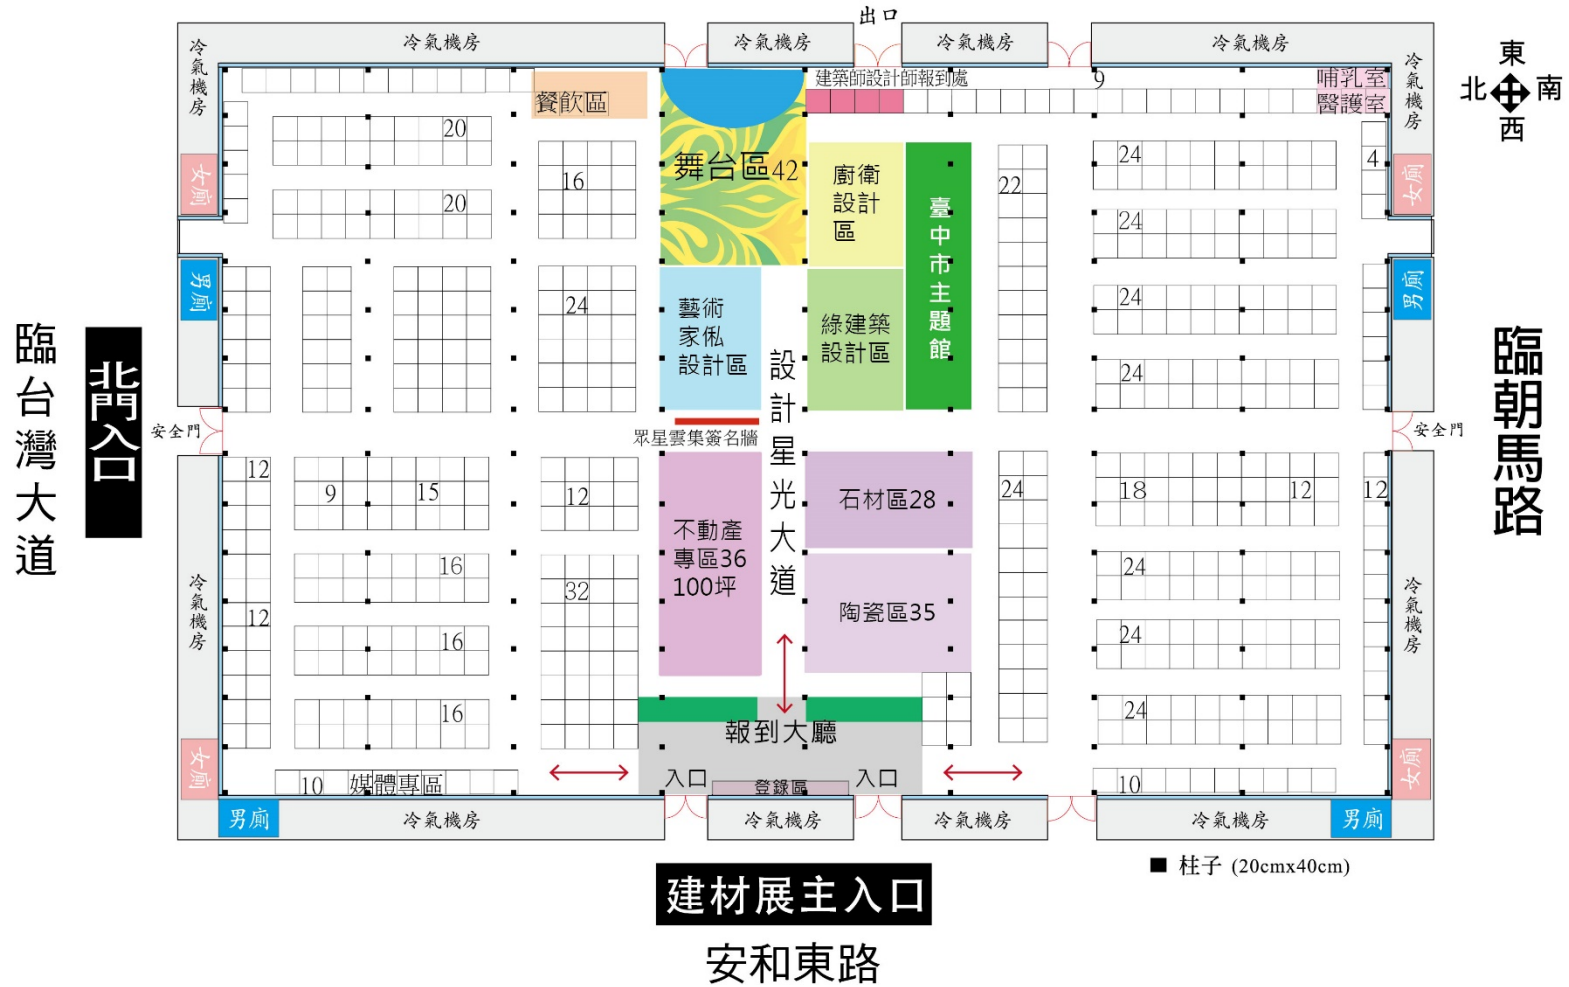 出口
冷氣機房
冷氣機房
冷氣機房
冷氣機房
冷氣機房
冷氣機房
東
北
南
西
建築師設計師報到處
9
哺乳室
醫護室
餐飲區
20
舞台區42
廚衛
設計
區
臺中市主題館
22
24
4
女廁
女廁
16
20
24
男廁
男廁
24
藝術
家俬
設計區
綠建築
設計區
24
24
設計星光大道
眾星雲集簽名牆
安全門
安全門
臨台灣大道
北門入口
臨朝馬路
12
9
15
12
不動產
專區36
100坪
石材區28
24
18
12
12
16
32
陶瓷區35
24
12
16
24
16
24
冷氣機房
冷氣機房
報到大廳
入口
登錄區
入口
10
媒體專區
10
女廁
女廁
男廁
男廁
冷氣機房
冷氣機房
冷氣機房
冷氣機房
柱子 (20cmx40cm)
建材展主入口
安和東路